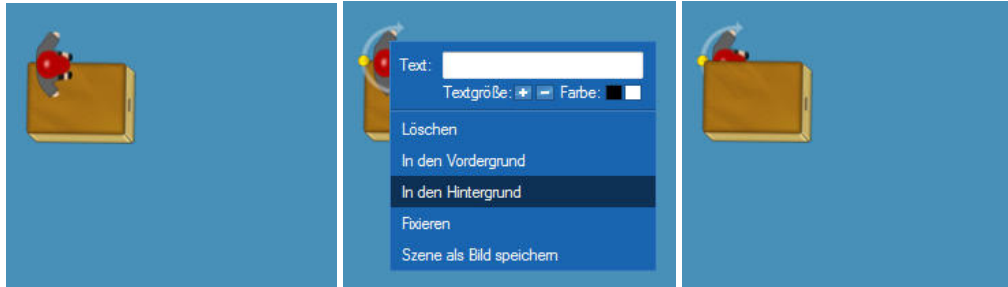 Text:
Textgröße: + - Farbe:
Löschen
In den Vordergrund
In den Hintergrund
Fixieren
Szene als Bild speichern